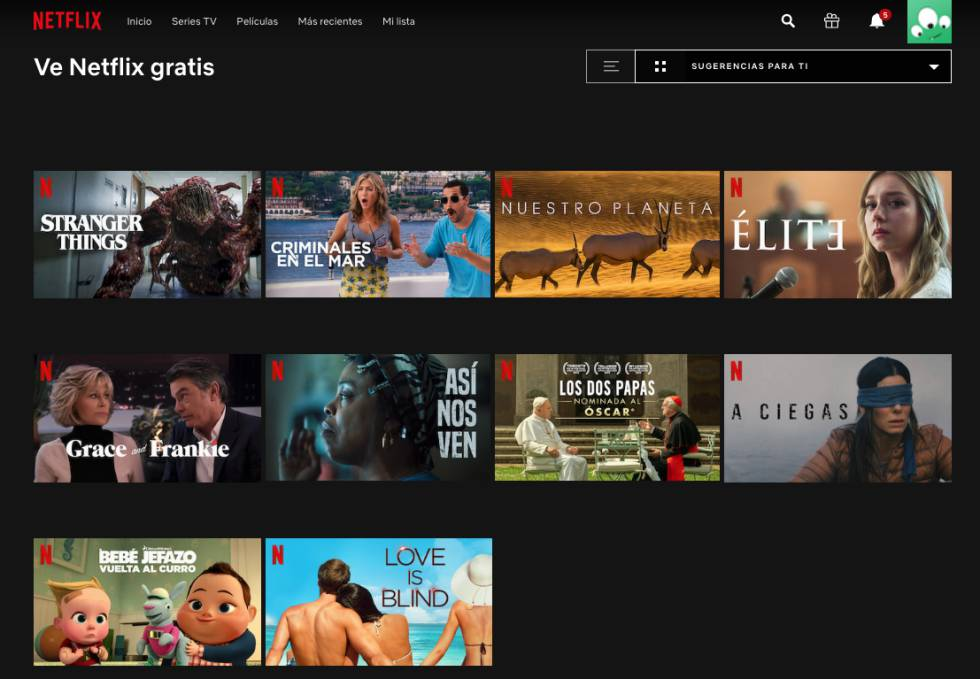 NETFLIX Inicio Series TV Películas Más recientes Mi lista 5
Ve Netflix gratis
SUGERENCIAS PARA TI
N
STRANGER
THINGS
N
CRIMINALES
EN EL MAR
N
NUESTRO PLANETA
N
ÉLITE
N
Grace and Frankie
N
ASÍ
NOS
VEN
N
LOS DOS PAPAS
NOMINADA AL
ÓSCAR®
N
A CIEGAS
N
BEBÉ JEFAZO
VUELTA AL CURRO
N
LOVE
IS
BLIND